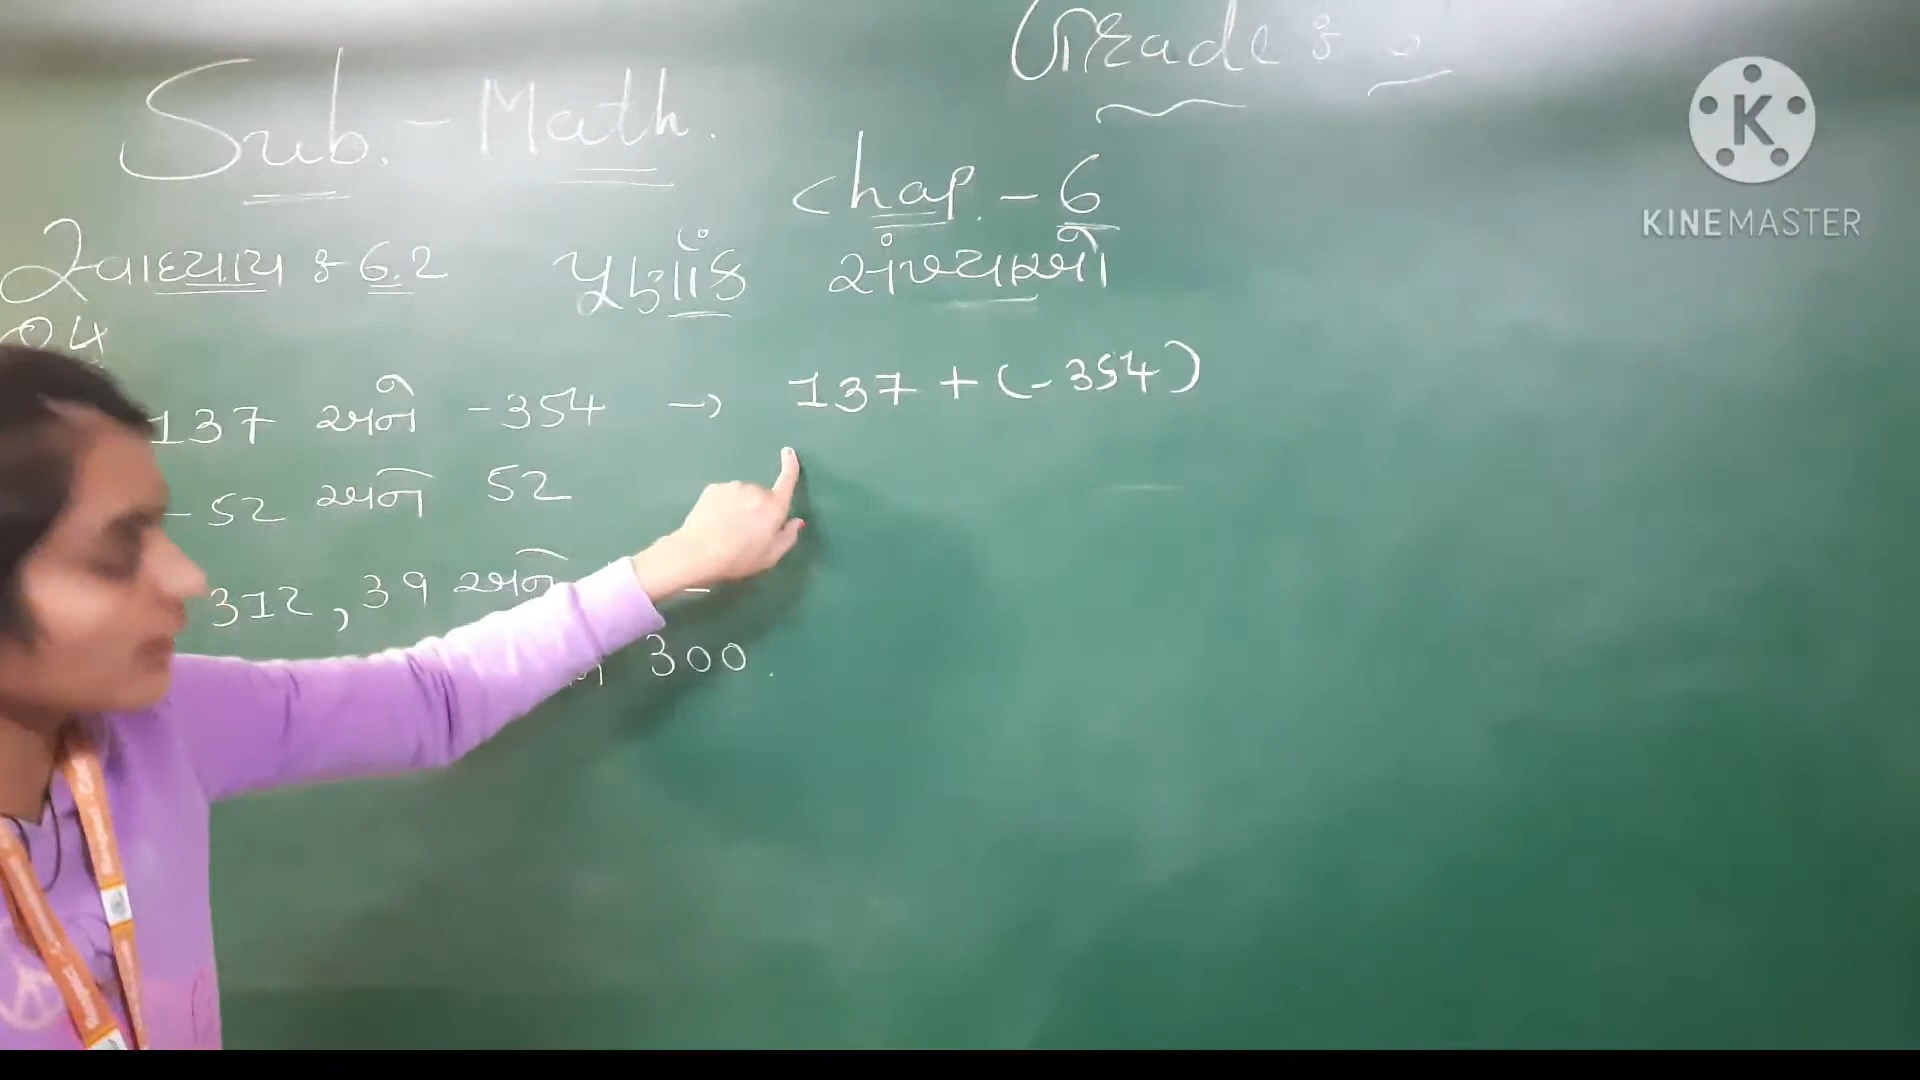 Grade :
Sub. - Math.
Chap. - 6
સ્વાધ્યાય : 6.2 પૂર્ણાંક સંખ્યાઓ
04
137 અને -354 → 137 + (-354)
-52 અને 52
312, 39 અને
300.
K
KINEMASTER